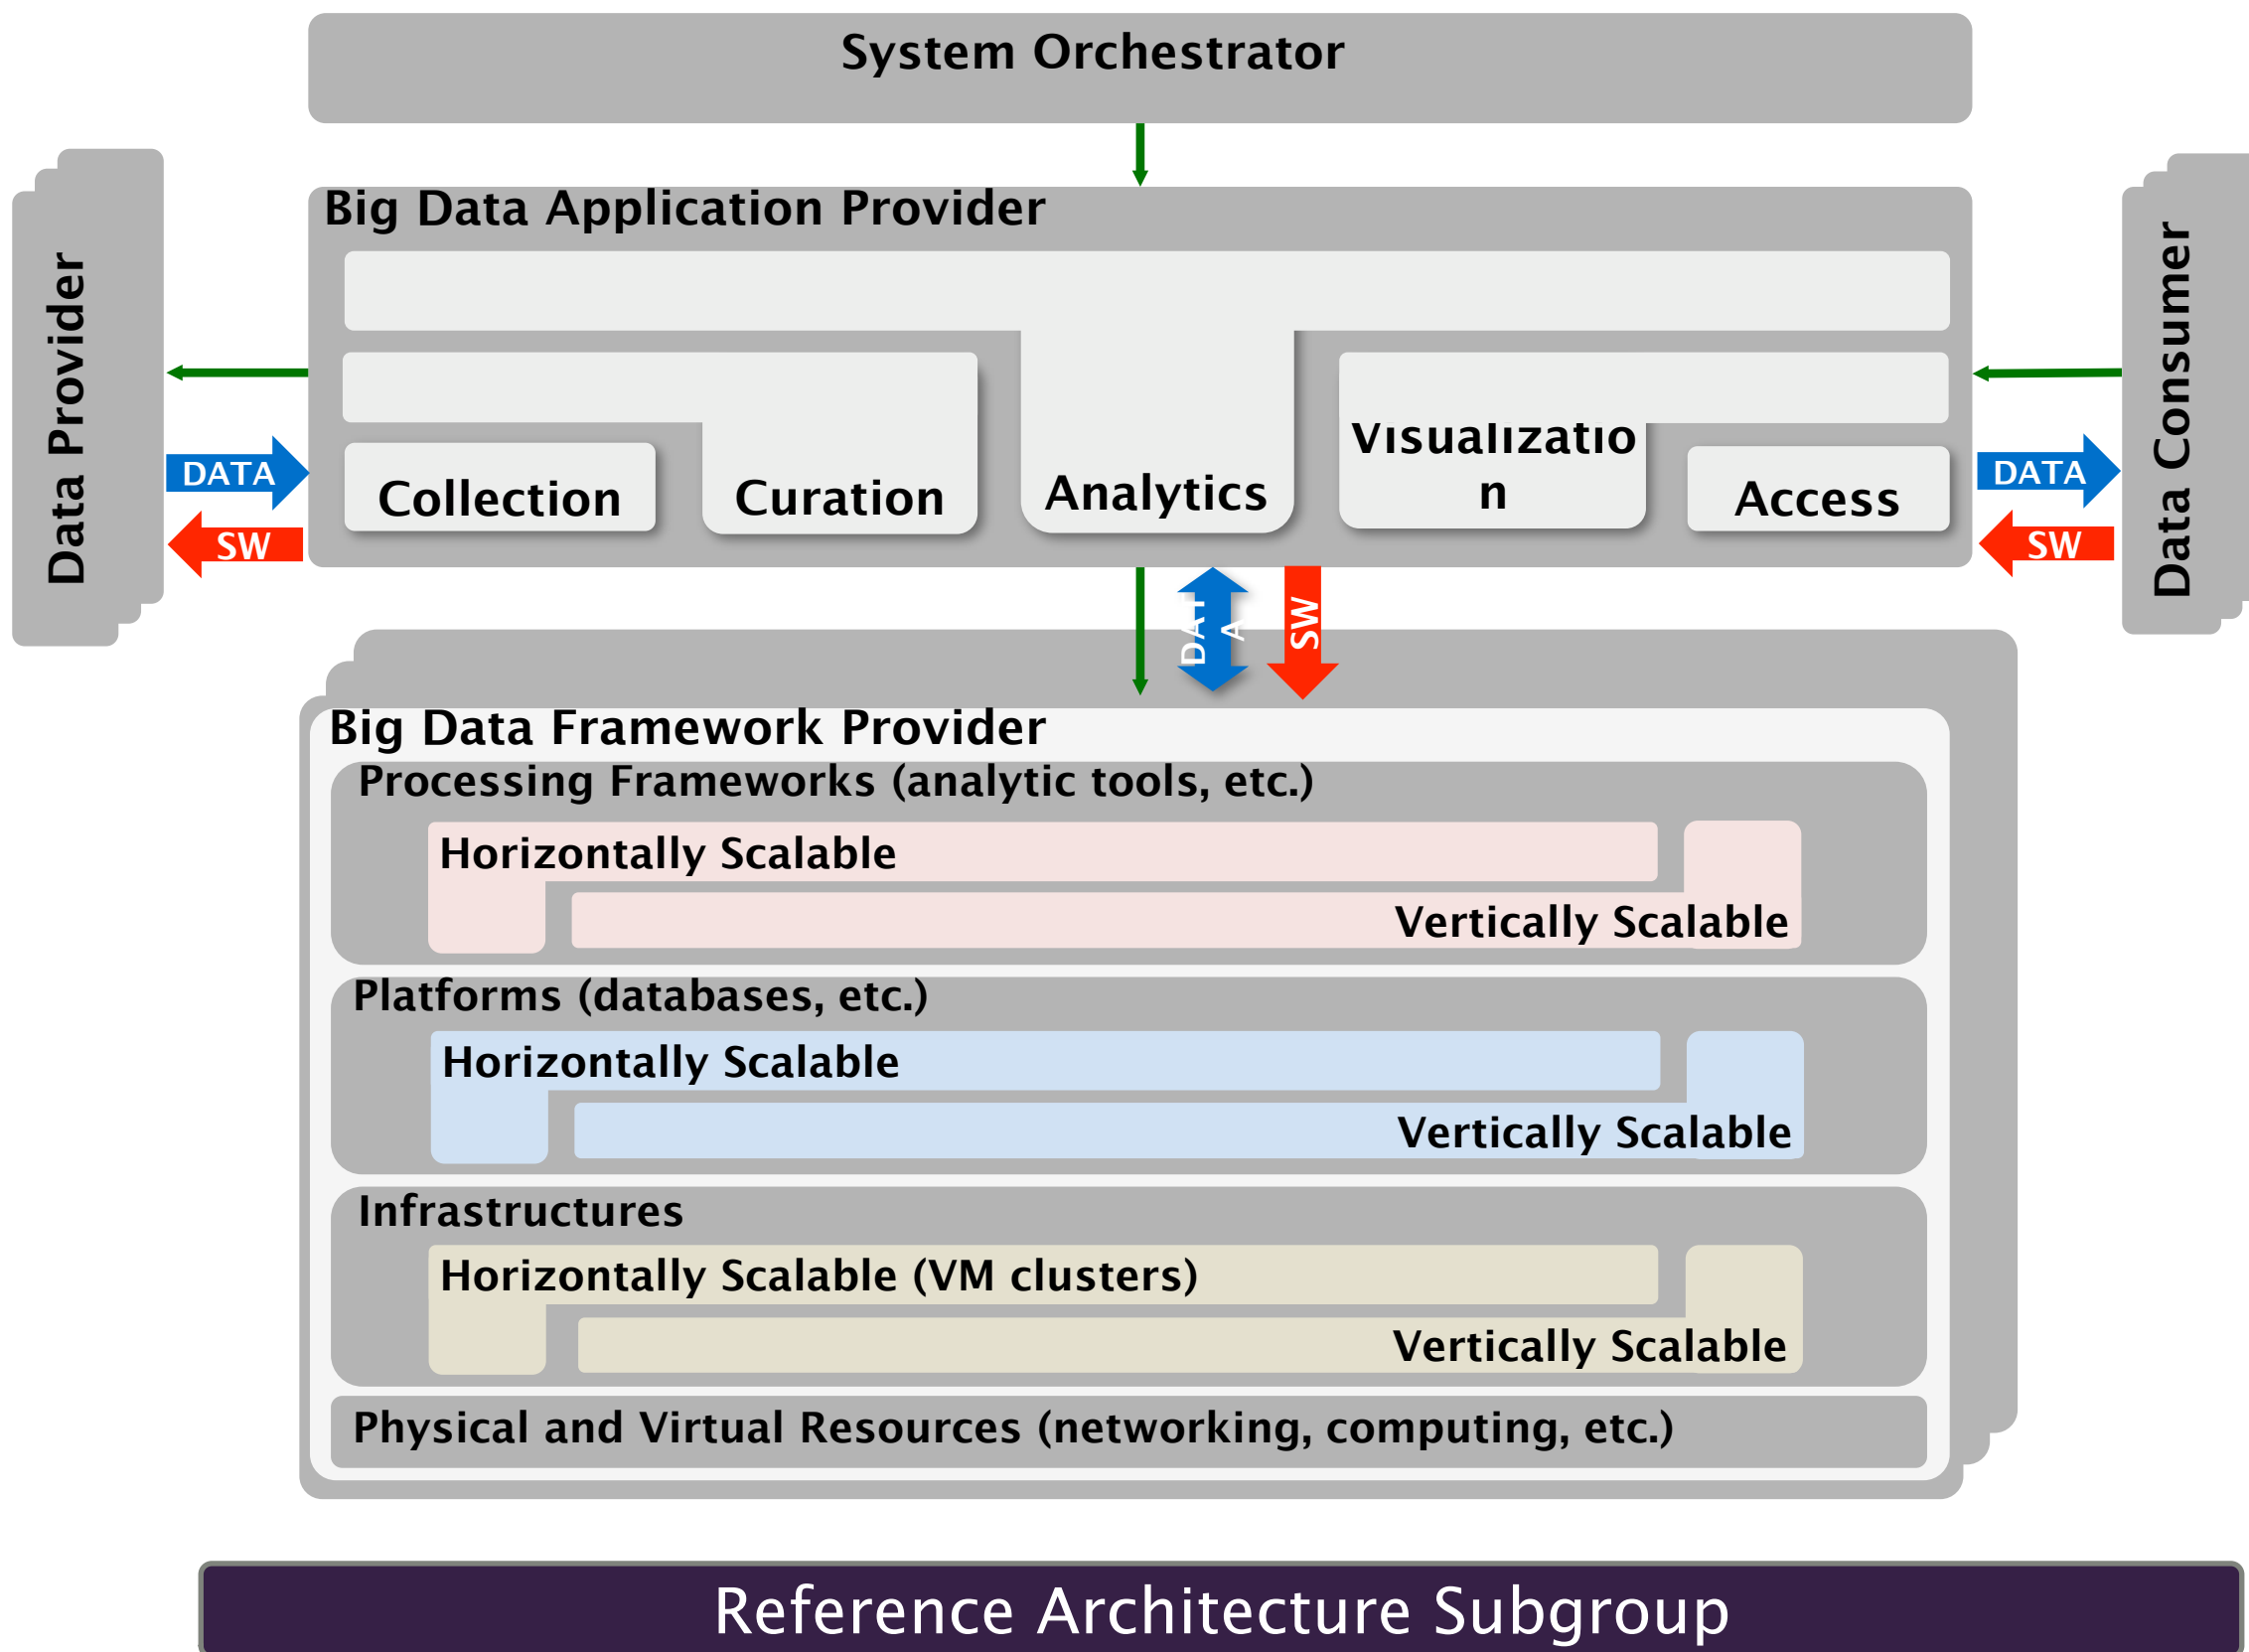 System Orchestrator
Big Data Application Provider
Data Provider
DATA
SW
Collection
Curation
Analytics
Visualizatio
n
Access
DATA
SW
Data Consumer
DAT
A
SW
Big Data Framework Provider
Processing Frameworks (analytic tools, etc.)
Horizontally Scalable
Vertically Scalable
Platforms (databases, etc.)
Horizontally Scalable
Vertically Scalable
Infrastructures
Horizontally Scalable (VM clusters)
Vertically Scalable
Physical and Virtual Resources (networking, computing, etc.)
Reference Architecture Subgroup